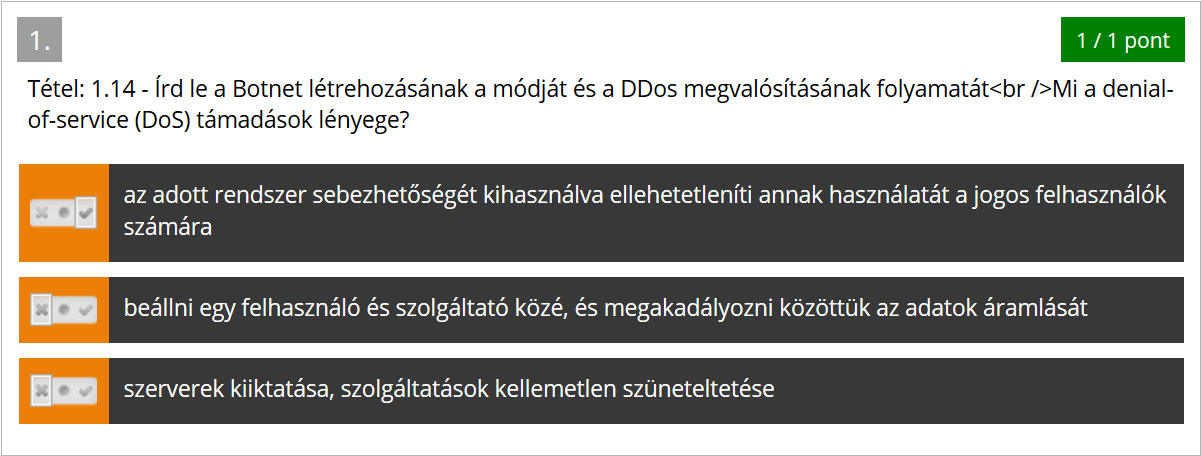 1.
1 / 1 pont
Tétel: 1.14 - Írd le a Botnet létrehozásának a módját és a DDos megvalósításának folyamatát<br />Mi a denial-
of-service (DoS) támadások lényege?
az adott rendszer sebezhetőségét kihasználva ellehetetleníti annak használatát a jogos felhasználók
számára
beállni egy felhasználó és szolgáltató közé, és megakadályozni közöttük az adatok áramlását
szerverek kiiktatása, szolgáltatások kellemetlen szüneteltetése